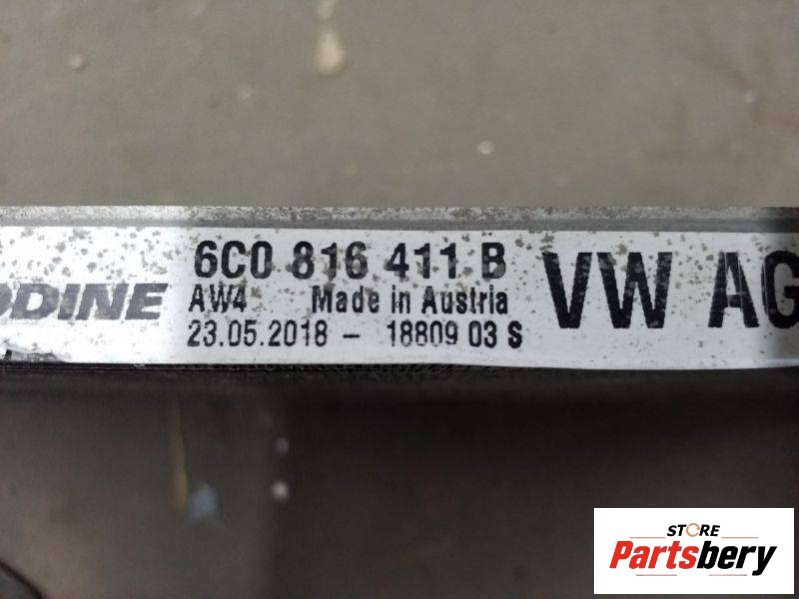 ODINE
6C0 816 411 B
AW4 Made in Austria
23.05.2018 - 18809 03 S
VW AG
STORE
Partsbery